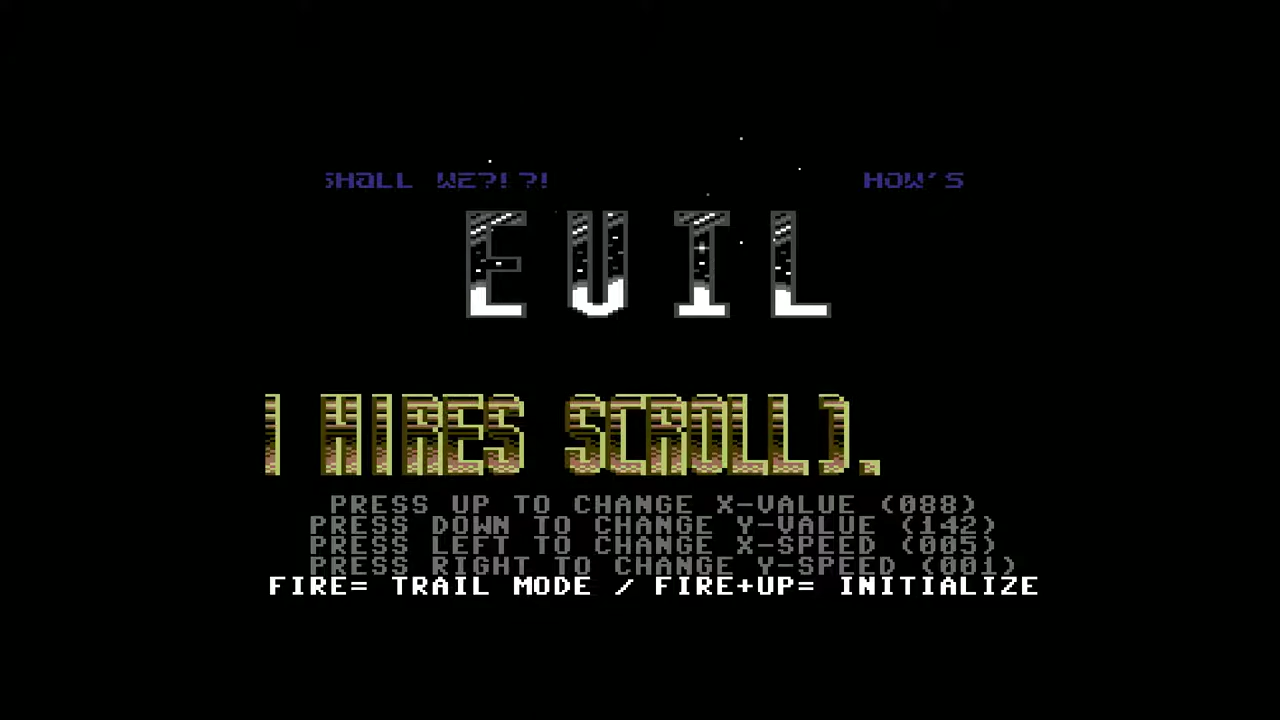 SHALL WE?!?! HOW'S
EVIL
HIRES SCROLL).
PRESS UP TO CHANGE X-VALUE (088)
PRESS DOWN TO CHANGE Y-VALUE (142)
PRESS LEFT TO CHANGE X-SPEED (005)
PRESS RIGHT TO CHANGE Y-SPEED (001)
FIRE= TRAIL MODE / FIRE+UP= INITIALIZE